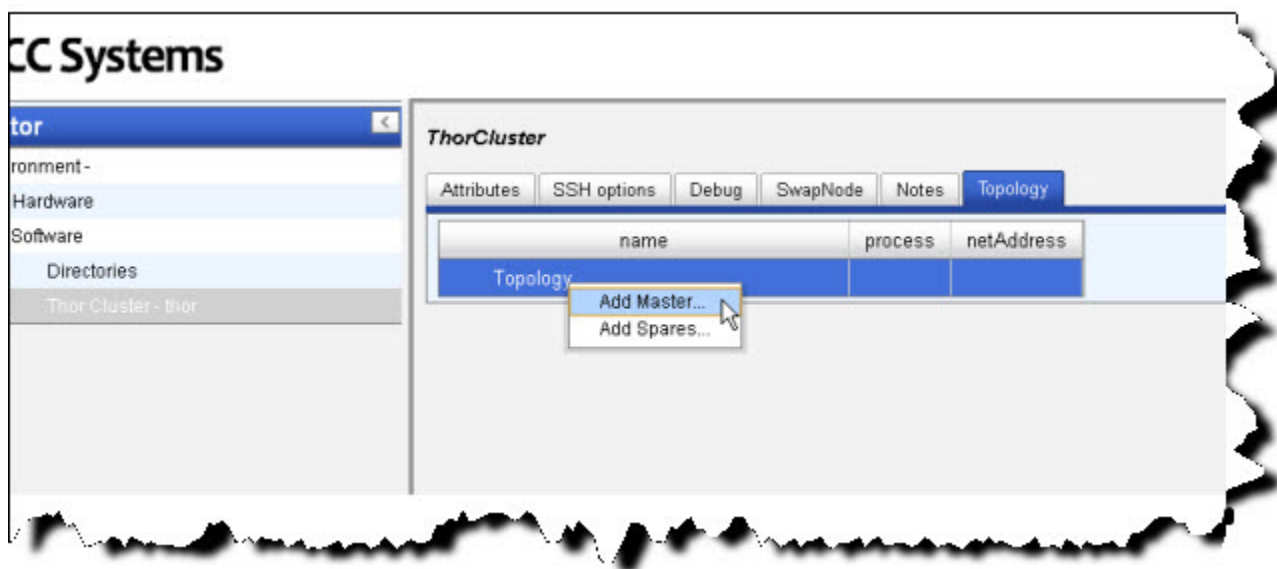 CC Systems
tor
ronment -
Hardware
Software
Directories
Thor Cluster - thor
ThorCluster
Attributes SSH options Debug SwapNode Notes Topology
name process netAddress
Topology
Add Master...
Add Spares...